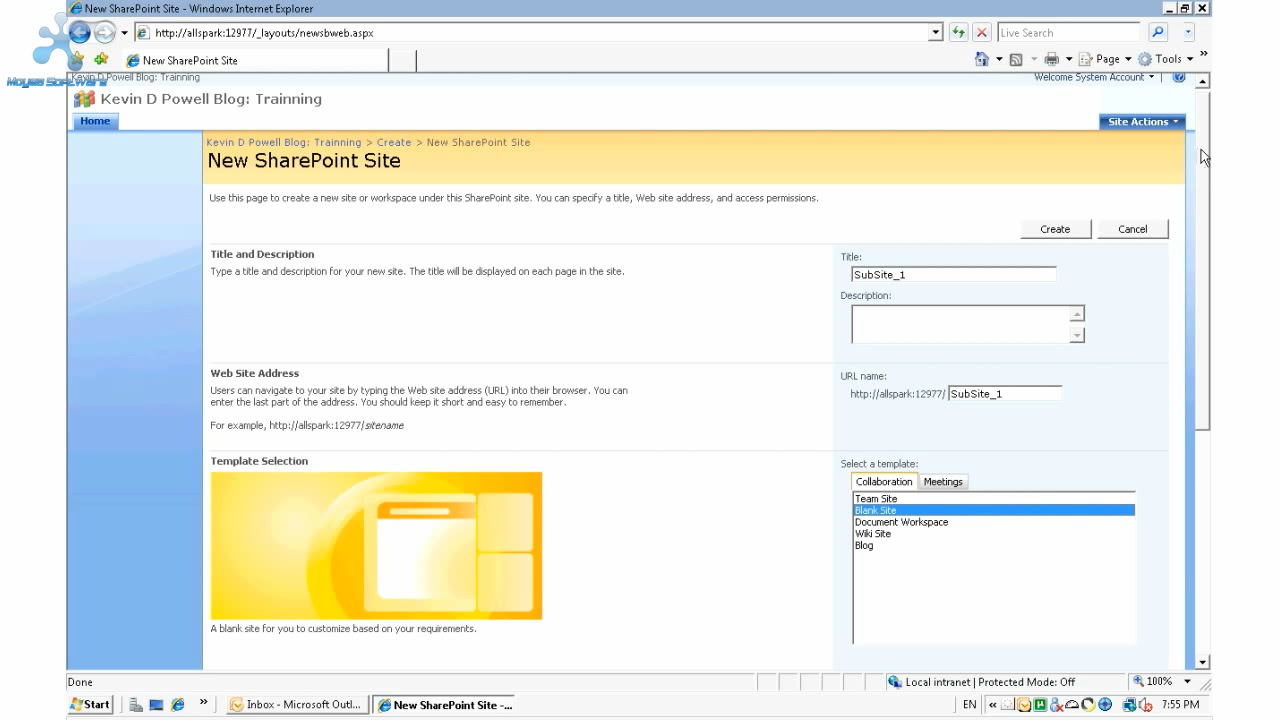 New SharePoint Site - Windows Internet Explorer
http://allspark:12977/_layouts/newsbweb.aspx
Live Search
New SharePoint Site
Page
Tools
Moyea Software
Kevin D Powell Blog: Trainning
Welcome System Account
Kevin D Powell Blog: Trainning
Home
Site Actions
Kevin D Powell Blog: Trainning > Create > New SharePoint Site
New SharePoint Site
Use this page to create a new site or workspace under this SharePoint site. You can specify a title, Web site address, and access permissions.
Create
Cancel
Title and Description
Type a title and description for your new site. The title will be displayed on each page in the site.
Title:
SubSite_1
Description:
Web Site Address
Users can navigate to your site by typing the Web site address (URL) into their browser. You can
enter the last part of the address. You should keep it short and easy to remember.
For example, http://allspark:12977/sitename
URL name:
http://allspark:12977/ SubSite_1
Template Selection
A blank site for you to customize based on your requirements.
Select a template:
Collaboration
Meetings
Team Site
Blank Site
Document Workspace
Wiki Site
Blog
Done
Local intranet | Protected Mode: Off
100%
Start
Inbox - Microsoft Outl...
New SharePoint Site -...
EN
7:55 PM